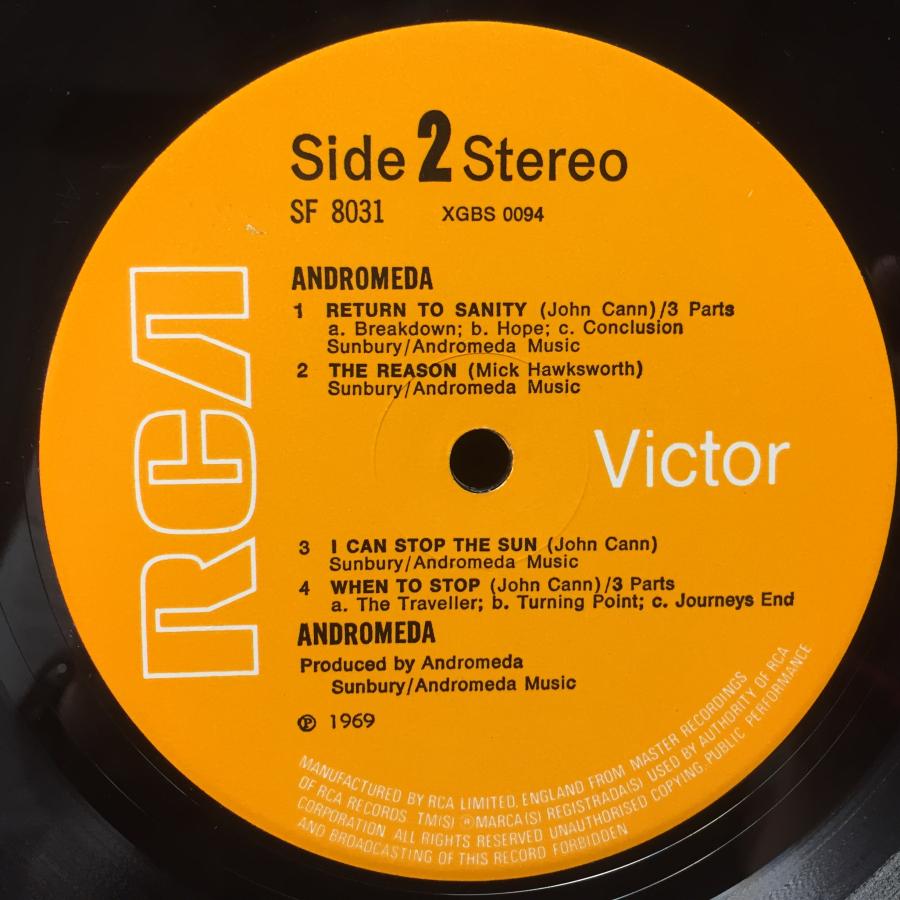 Side 2 Stereo
SF 8031 XGBS 0094
ANDROMEDA
1 RETURN TO SANITY (John Cann)/3 Parts
a. Breakdown; b. Hope; c. Conclusion
Sunbury/Andromeda Music
2 THE REASON (Mick Hawksworth)
Sunbury/Andromeda Music
RCA
Victor
3 I CAN STOP THE SUN (John Cann)
Sunbury/Andromeda Music
4 WHEN TO STOP (John Cann)/3 Parts
a. The Traveller; b. Turning Point; c. Journeys End
ANDROMEDA
Produced by Andromeda
Sunbury/Andromeda Music
℗ 1969
MANUFACTURED BY RCA LIMITED, ENGLAND FROM MASTER RECORDINGS
OF RCA RECORDS. TM(S) ® MARCA(S) REGISTRADA(S) USED BY AUTHORITY OF RCA
CORPORATION ALL RIGHTS RESERVED UNAUTHORISED COPYING, PUBLIC PERFORMANCE
AND BROADCASTING OF THIS RECORD FORBIDDEN